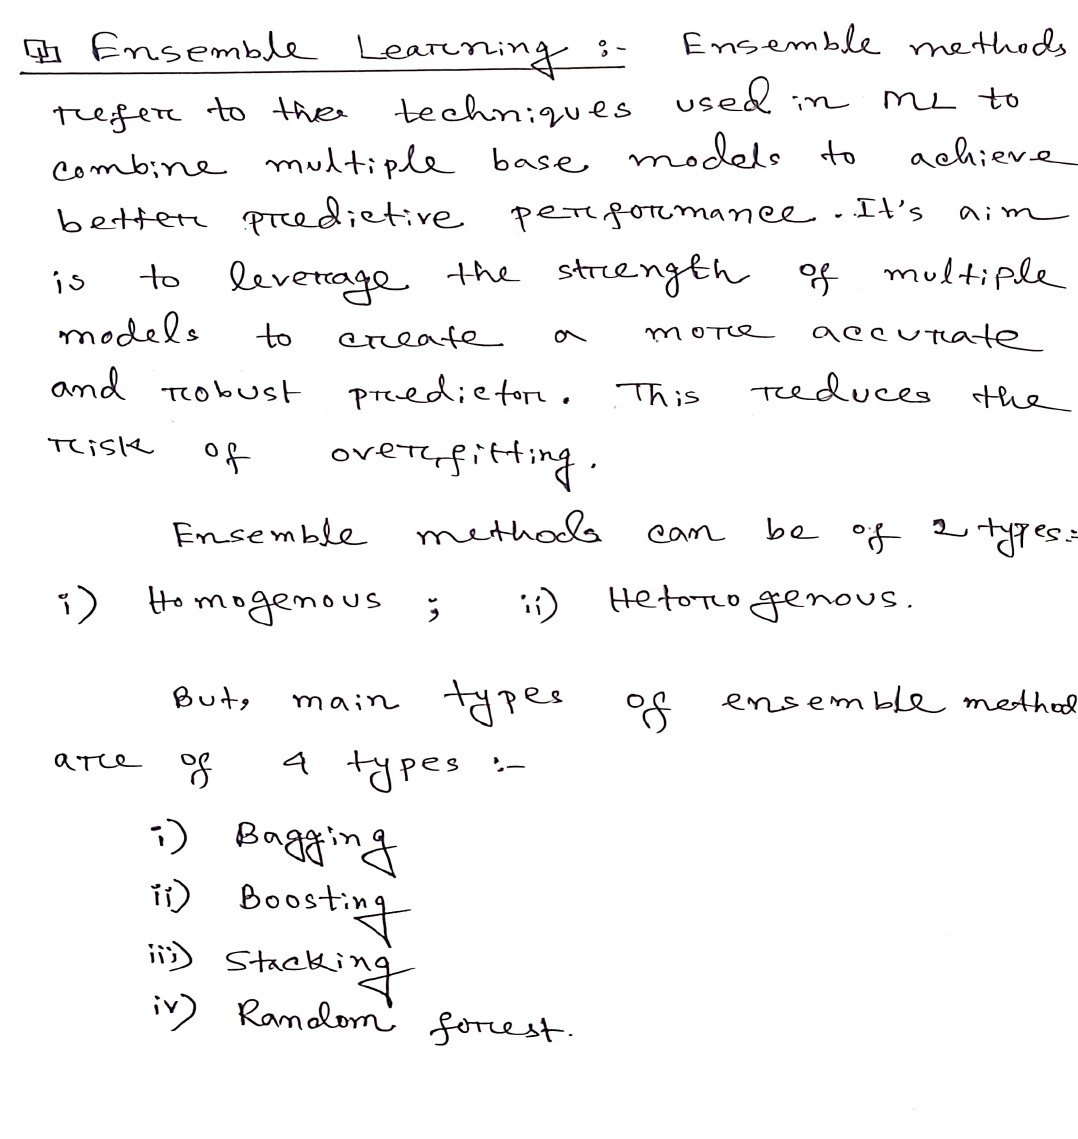 Ensemble Learning :- Ensemble methods
refer to the techniques used in ML to
combine multiple base models to achieve
better predictive performance. It's aim
is to leverage the strength of multiple
models to create a more accurate
and robust predictor. This reduces the
risk of overfitting.
Ensemble methods can be of 2 types:-
i) Homogenous ; ii) Hetorogenous.
But, main types of ensemble method
are of 4 types :-
i) Bagging
ii) Boosting
iii) Stacking
iv) Random forest.